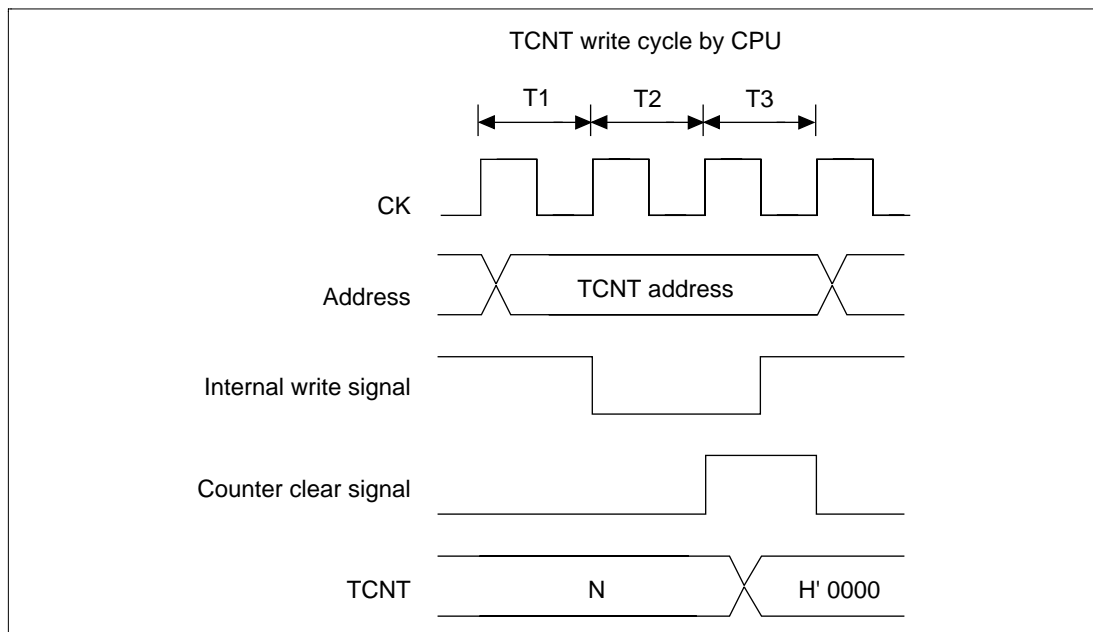 TCNT write cycle by CPU
T1 T2 T3
CK
Address TCNT address
Internal write signal
Counter clear signal
TCNT N H' 0000